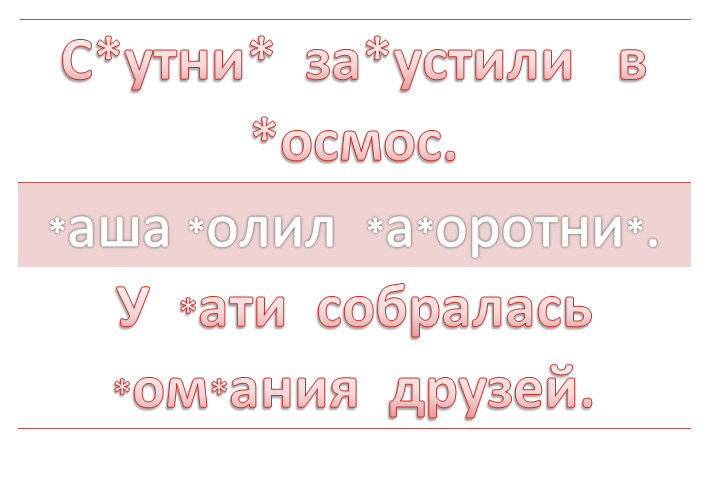 С*утни* за*устили в
*осмос.
*аша *олил *а*оротни*.
У *ати собралась
*ом*ания друзей.